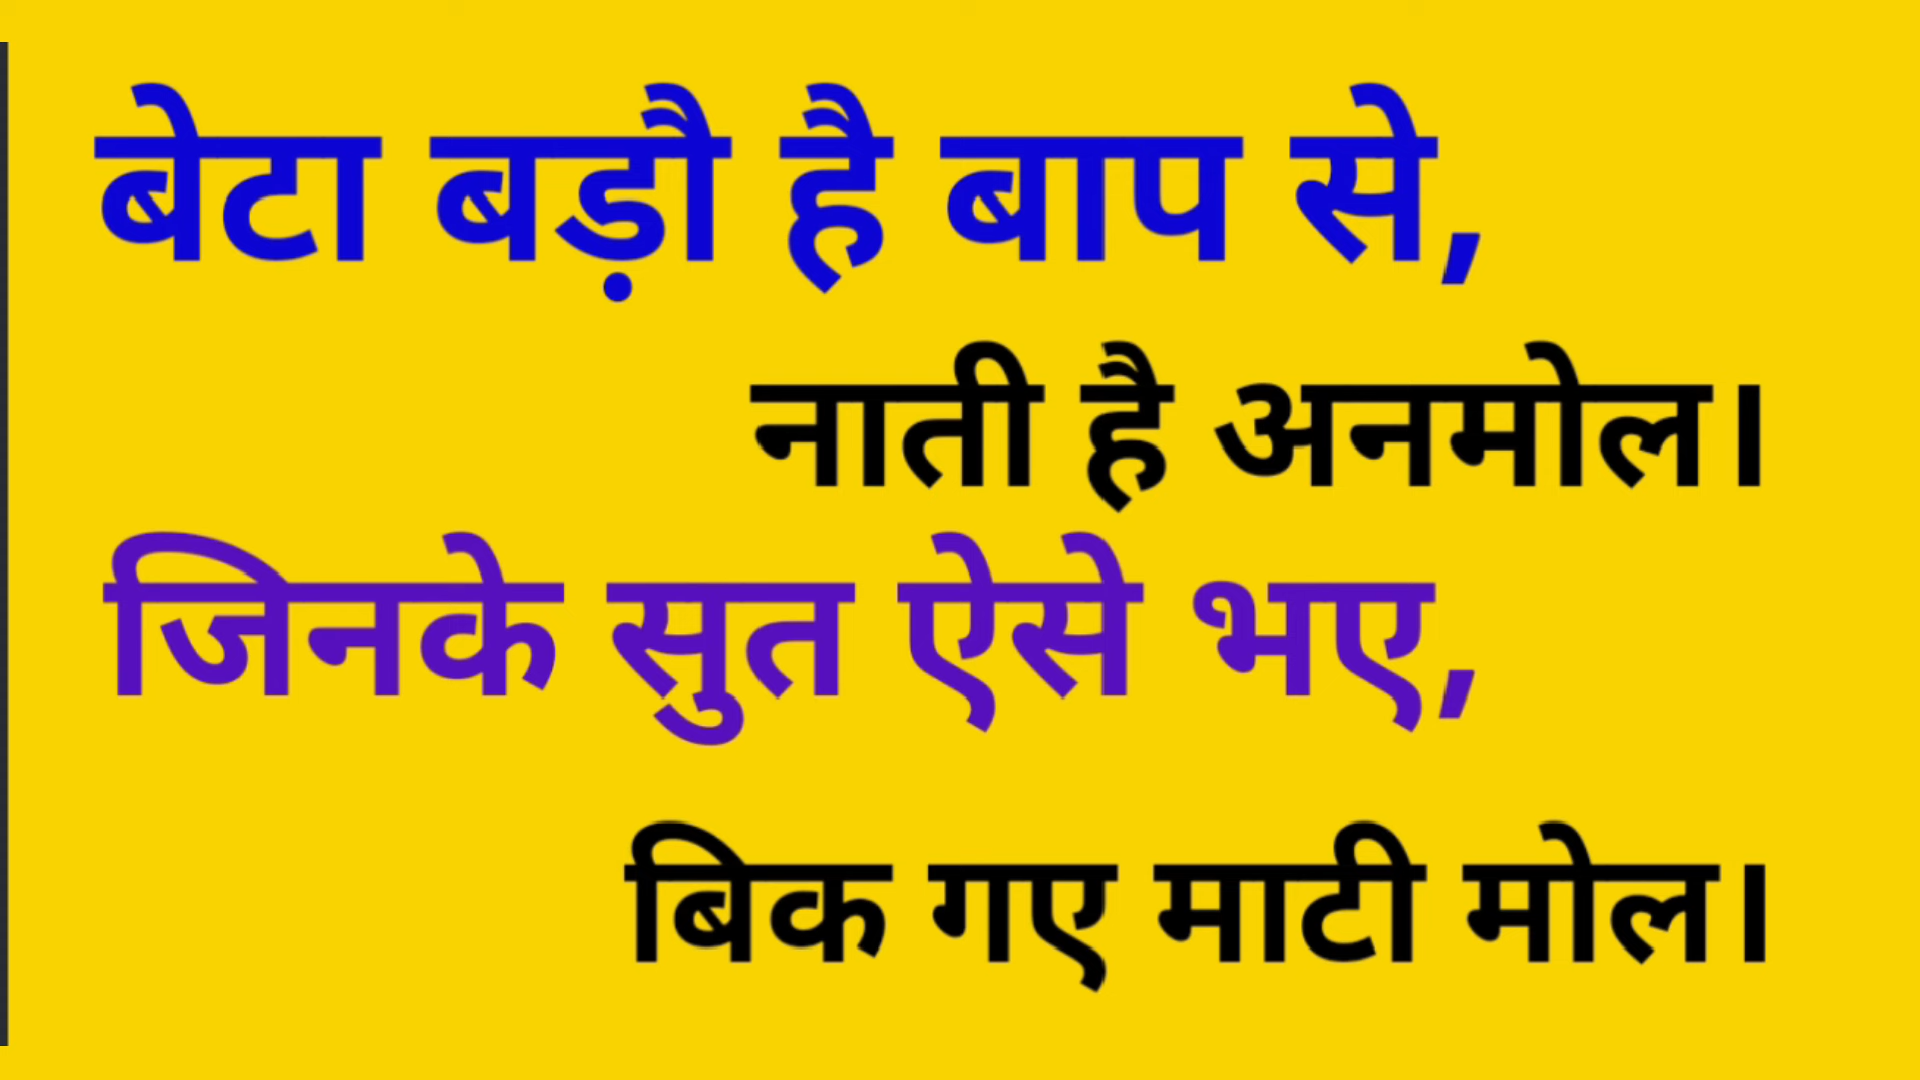 बेटा बड़ौ है बाप से,
नाती है अनमोल।
जिनके सुत ऐसे भए,
बिक गए माटी मोल।